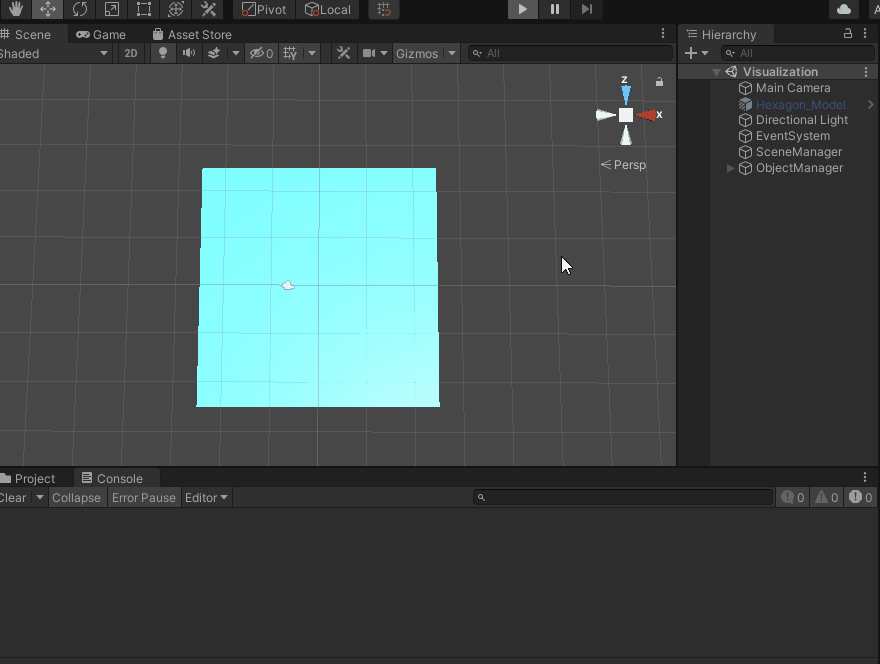 Pivot Local
Scene Game Asset Store
Shaded 2D 0 Gizmos All
z
x
Persp
Hierarchy
All
Visualization
Main Camera
Hexagon_Model
Directional Light
EventSystem
SceneManager
ObjectManager
Project Console
Clear Collapse Error Pause Editor 0 0 0